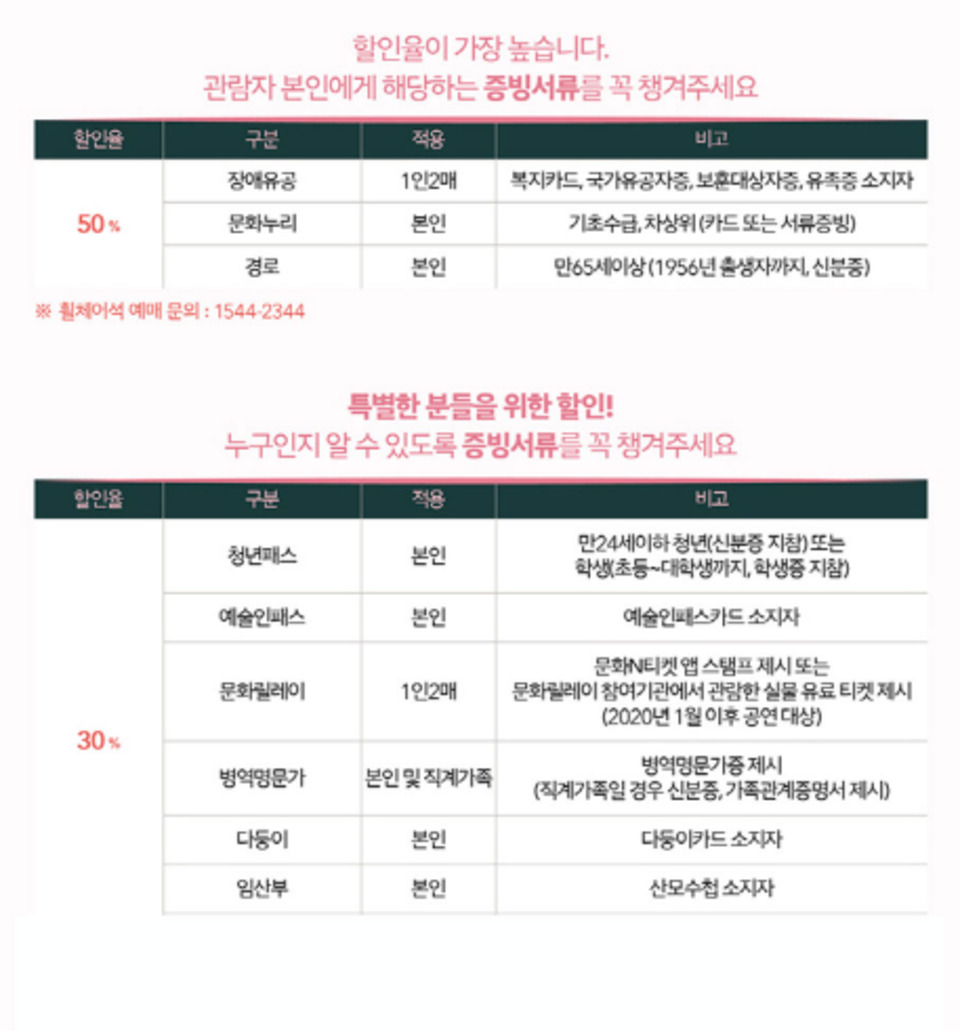 할인율이 가장 높습니다.
관람자 본인에게 해당하는 증빙서류를 꼭 챙겨주세요
할인율 구분 적용 비고
50 % 장애유공 1인2매 복지카드, 국가유공자증, 보훈대상자증, 유족증 소지자
문화누리 본인 기초수급, 차상위 (카드 또는 서류증빙)
경로 본인 만65세이상 (1956년 출생자까지, 신분증)
※ 휠체어석 예매 문의 : 1544-2344
특별한 분들을 위한 할인!
누구인지 알 수 있도록 증빙서류를 꼭 챙겨주세요
할인율 구분 적용 비고
30 % 청년패스 본인 만24세이하 청년(신분증 지참) 또는
학생(초등~대학생까지, 학생증 지참)
예술인패스 본인 예술인패스카드 소지자
문화릴레이 1인2매 문화N티켓 앱 스탬프 제시 또는
문화릴레이 참여기관에서 관람한 실물 유료 티켓 제시
(2020년 1월 이후 공연 대상)
병역명문가 본인 및 직계가족 병역명문가증 제시
(직계가족일 경우 신분증, 가족관계증명서 제시)
다둥이 본인 다둥이카드 소지자
임산부 본인 산모수첩 소지자